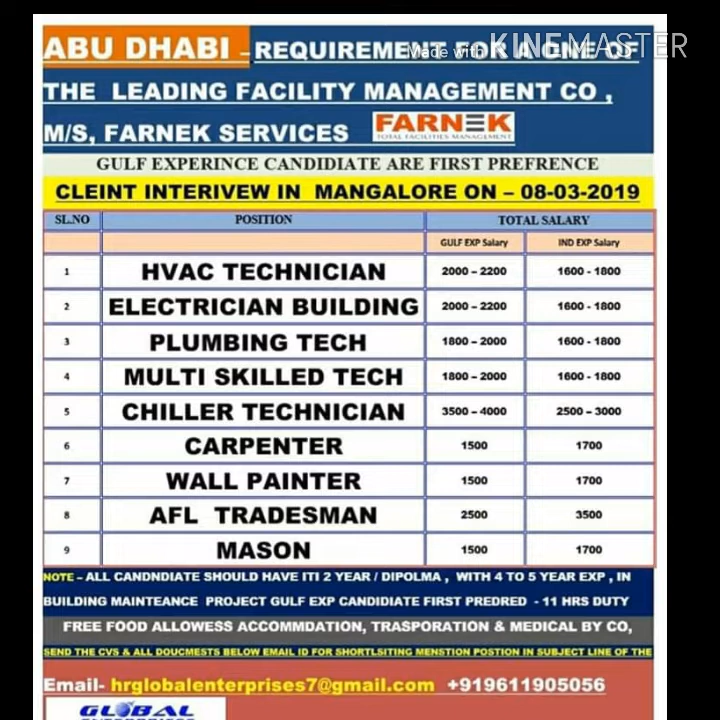 Made with KINEMASTER
ABU DHABI – REQUIREMENT FOR A ONE OF
THE LEADING FACILITY MANAGEMENT CO ,
M/S, FARNEK SERVICES FARNEK
TOTAL FACILITIES MANAGEMENT
GULF EXPERINCE CANDIDIATE ARE FIRST PREFRENCE
CLEINT INTERIVEW IN MANGALORE ON – 08-03-2019
SL.NO POSITION TOTAL SALARY
GULF EXP Salary IND EXP Salary
1 HVAC TECHNICIAN 2000 – 2200 1600 - 1800
2 ELECTRICIAN BUILDING 2000 – 2200 1600 - 1800
3 PLUMBING TECH 1800 – 2000 1600 - 1800
4 MULTI SKILLED TECH 1800 – 2000 1600 - 1800
5 CHILLER TECHNICIAN 3500 – 4000 2500 – 3000
6 CARPENTER 1500 1700
7 WALL PAINTER 1500 1700
8 AFL TRADESMAN 2500 3500
9 MASON 1500 1700
NOTE – ALL CANDNDIATE SHOULD HAVE ITI 2 YEAR / DIPOLMA , WITH 4 TO 5 YEAR EXP , IN
BUILDING MAINTEANCE PROJECT GULF EXP CANDIDIATE FIRST PREDRED - 11 HRS DUTY
FREE FOOD ALLOWESS ACCOMMDATION, TRASPORATION & MEDICAL BY CO,
SEND THE CVS & ALL DOUCMESTS BELOW EMAIL ID FOR SHORTLSITING MENSTION POSTION IN SUBJECT LINE OF THE
Email- hrglobalenterprises7@gmail.com +919611905056
GLOBAL